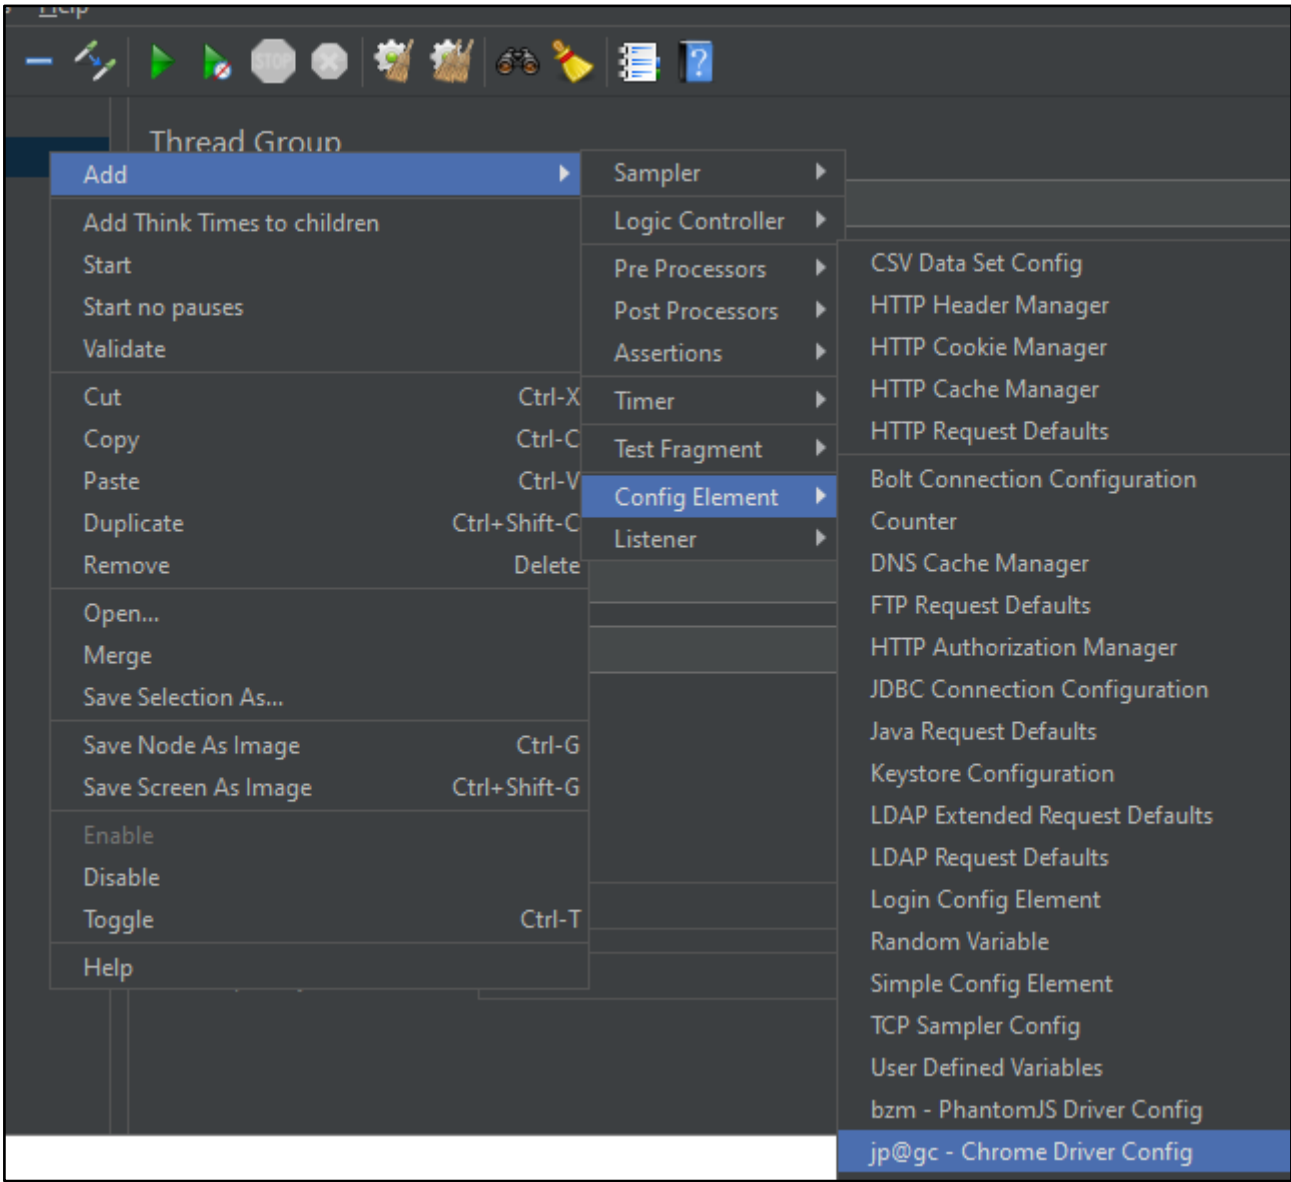 Help
STOP
?
Thread Group
Add
Add Think Times to children
Start
Start no pauses
Validate
Cut Ctrl-X
Copy Ctrl-C
Paste Ctrl-V
Duplicate Ctrl+Shift-C
Remove Delete
Open...
Merge
Save Selection As...
Save Node As Image Ctrl-G
Save Screen As Image Ctrl+Shift-G
Enable
Disable
Toggle Ctrl-T
Help
Sampler
Logic Controller
Pre Processors
Post Processors
Assertions
Timer
Test Fragment
Config Element
Listener
CSV Data Set Config
HTTP Header Manager
HTTP Cookie Manager
HTTP Cache Manager
HTTP Request Defaults
Bolt Connection Configuration
Counter
DNS Cache Manager
FTP Request Defaults
HTTP Authorization Manager
JDBC Connection Configuration
Java Request Defaults
Keystore Configuration
LDAP Extended Request Defaults
LDAP Request Defaults
Login Config Element
Random Variable
Simple Config Element
TCP Sampler Config
User Defined Variables
bzm - PhantomJS Driver Config
jp@gc - Chrome Driver Config